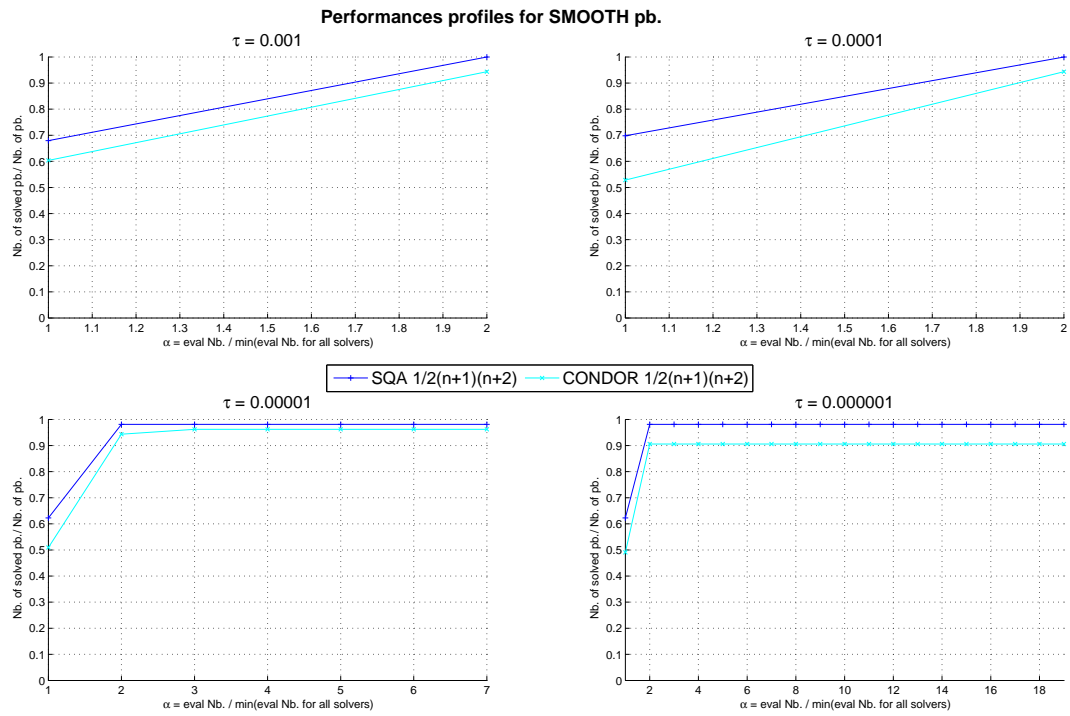 Performances profiles for SMOOTH pb.
τ = 0.001
Nb. of solved pb./ Nb. of pb.
1
0.9
0.8
0.7
0.6
0.5
0.4
0.3
0.2
0.1
0
1 1.1 1.2 1.3 1.4 1.5 1.6 1.7 1.8 1.9 2
α = eval Nb. / min(eval Nb. for all solvers)
τ = 0.0001
Nb. of solved pb./ Nb. of pb.
1
0.9
0.8
0.7
0.6
0.5
0.4
0.3
0.2
0.1
0
1 1.1 1.2 1.3 1.4 1.5 1.6 1.7 1.8 1.9 2
α = eval Nb. / min(eval Nb. for all solvers)
SQA 1/2(n+1)(n+2) CONDOR 1/2(n+1)(n+2)
τ = 0.00001
Nb. of solved pb./ Nb. of pb.
1
0.9
0.8
0.7
0.6
0.5
0.4
0.3
0.2
0.1
0
1 2 3 4 5 6 7
α = eval Nb. / min(eval Nb. for all solvers)
τ = 0.000001
Nb. of solved pb./ Nb. of pb.
1
0.9
0.8
0.7
0.6
0.5
0.4
0.3
0.2
0.1
0
2 4 6 8 10 12 14 16 18
α = eval Nb. / min(eval Nb. for all solvers)